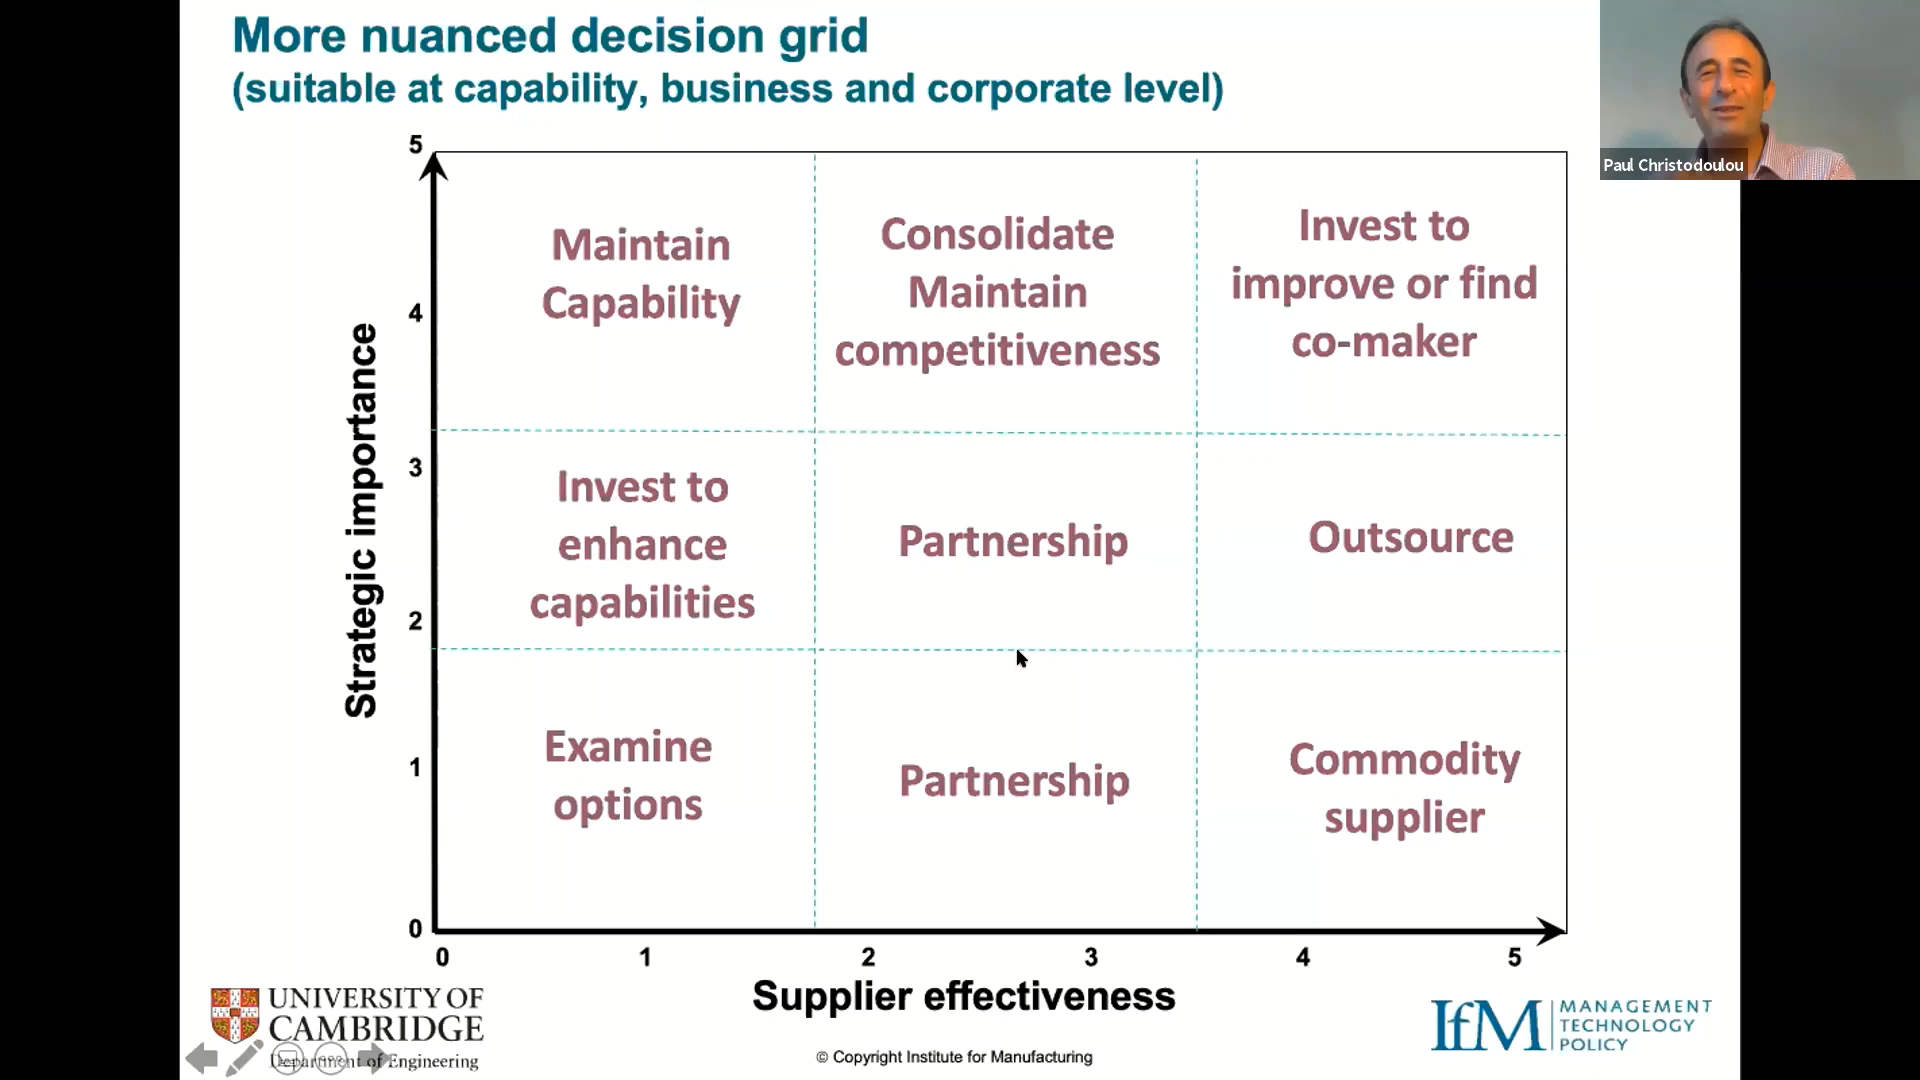 More nuanced decision grid
(suitable at capability, business and corporate level)
Paul Christodoulou
5
4
3
2
1
0
Strategic importance
Maintain
Capability
Consolidate
Maintain
competitiveness
Invest to
improve or find
co-maker
Invest to
enhance
capabilities
Partnership
Outsource
Examine
options
Partnership
Commodity
supplier
0 1 2 3 4 5
Supplier effectiveness
UNIVERSITY OF
CAMBRIDGE
Department of Engineering
© Copyright Institute for Manufacturing
IfM
MANAGEMENT
TECHNOLOGY
POLICY